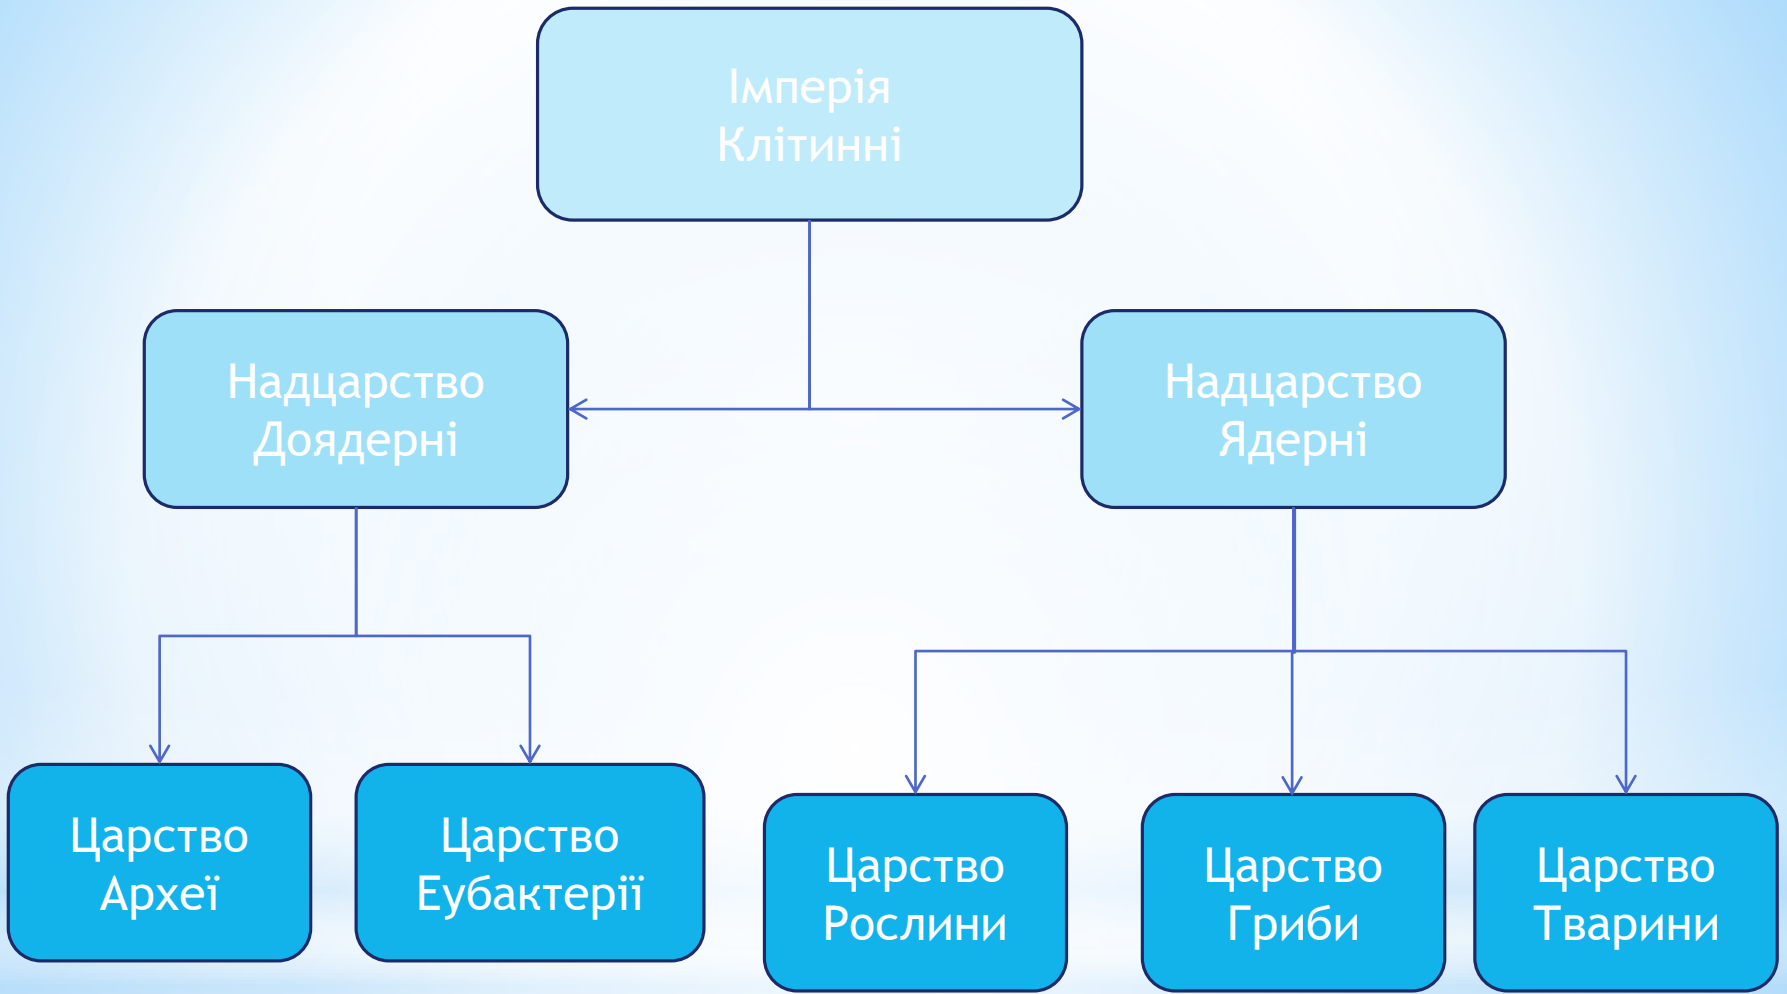 Імперія
Клітинні
Надцарство
Доядерні
Надцарство
Ядерні
Царство
Археї
Царство
Еубактерії
Царство
Рослини
Царство
Гриби
Царство
Тварини